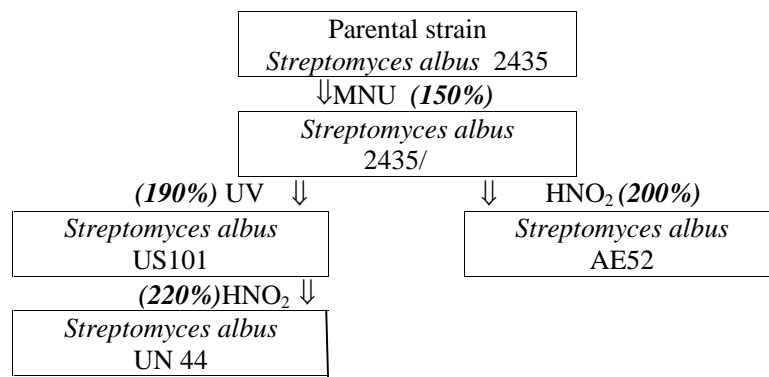 Parental strain
Streptomyces albus 2435
⇓MNU (150%)
Streptomyces albus
2435/
(190%) UV ⇓ ⇓ HNO₂ (200%)
Streptomyces albus
US101
Streptomyces albus
AE52
(220%)HNO₂ ⇓
Streptomyces albus
UN 44